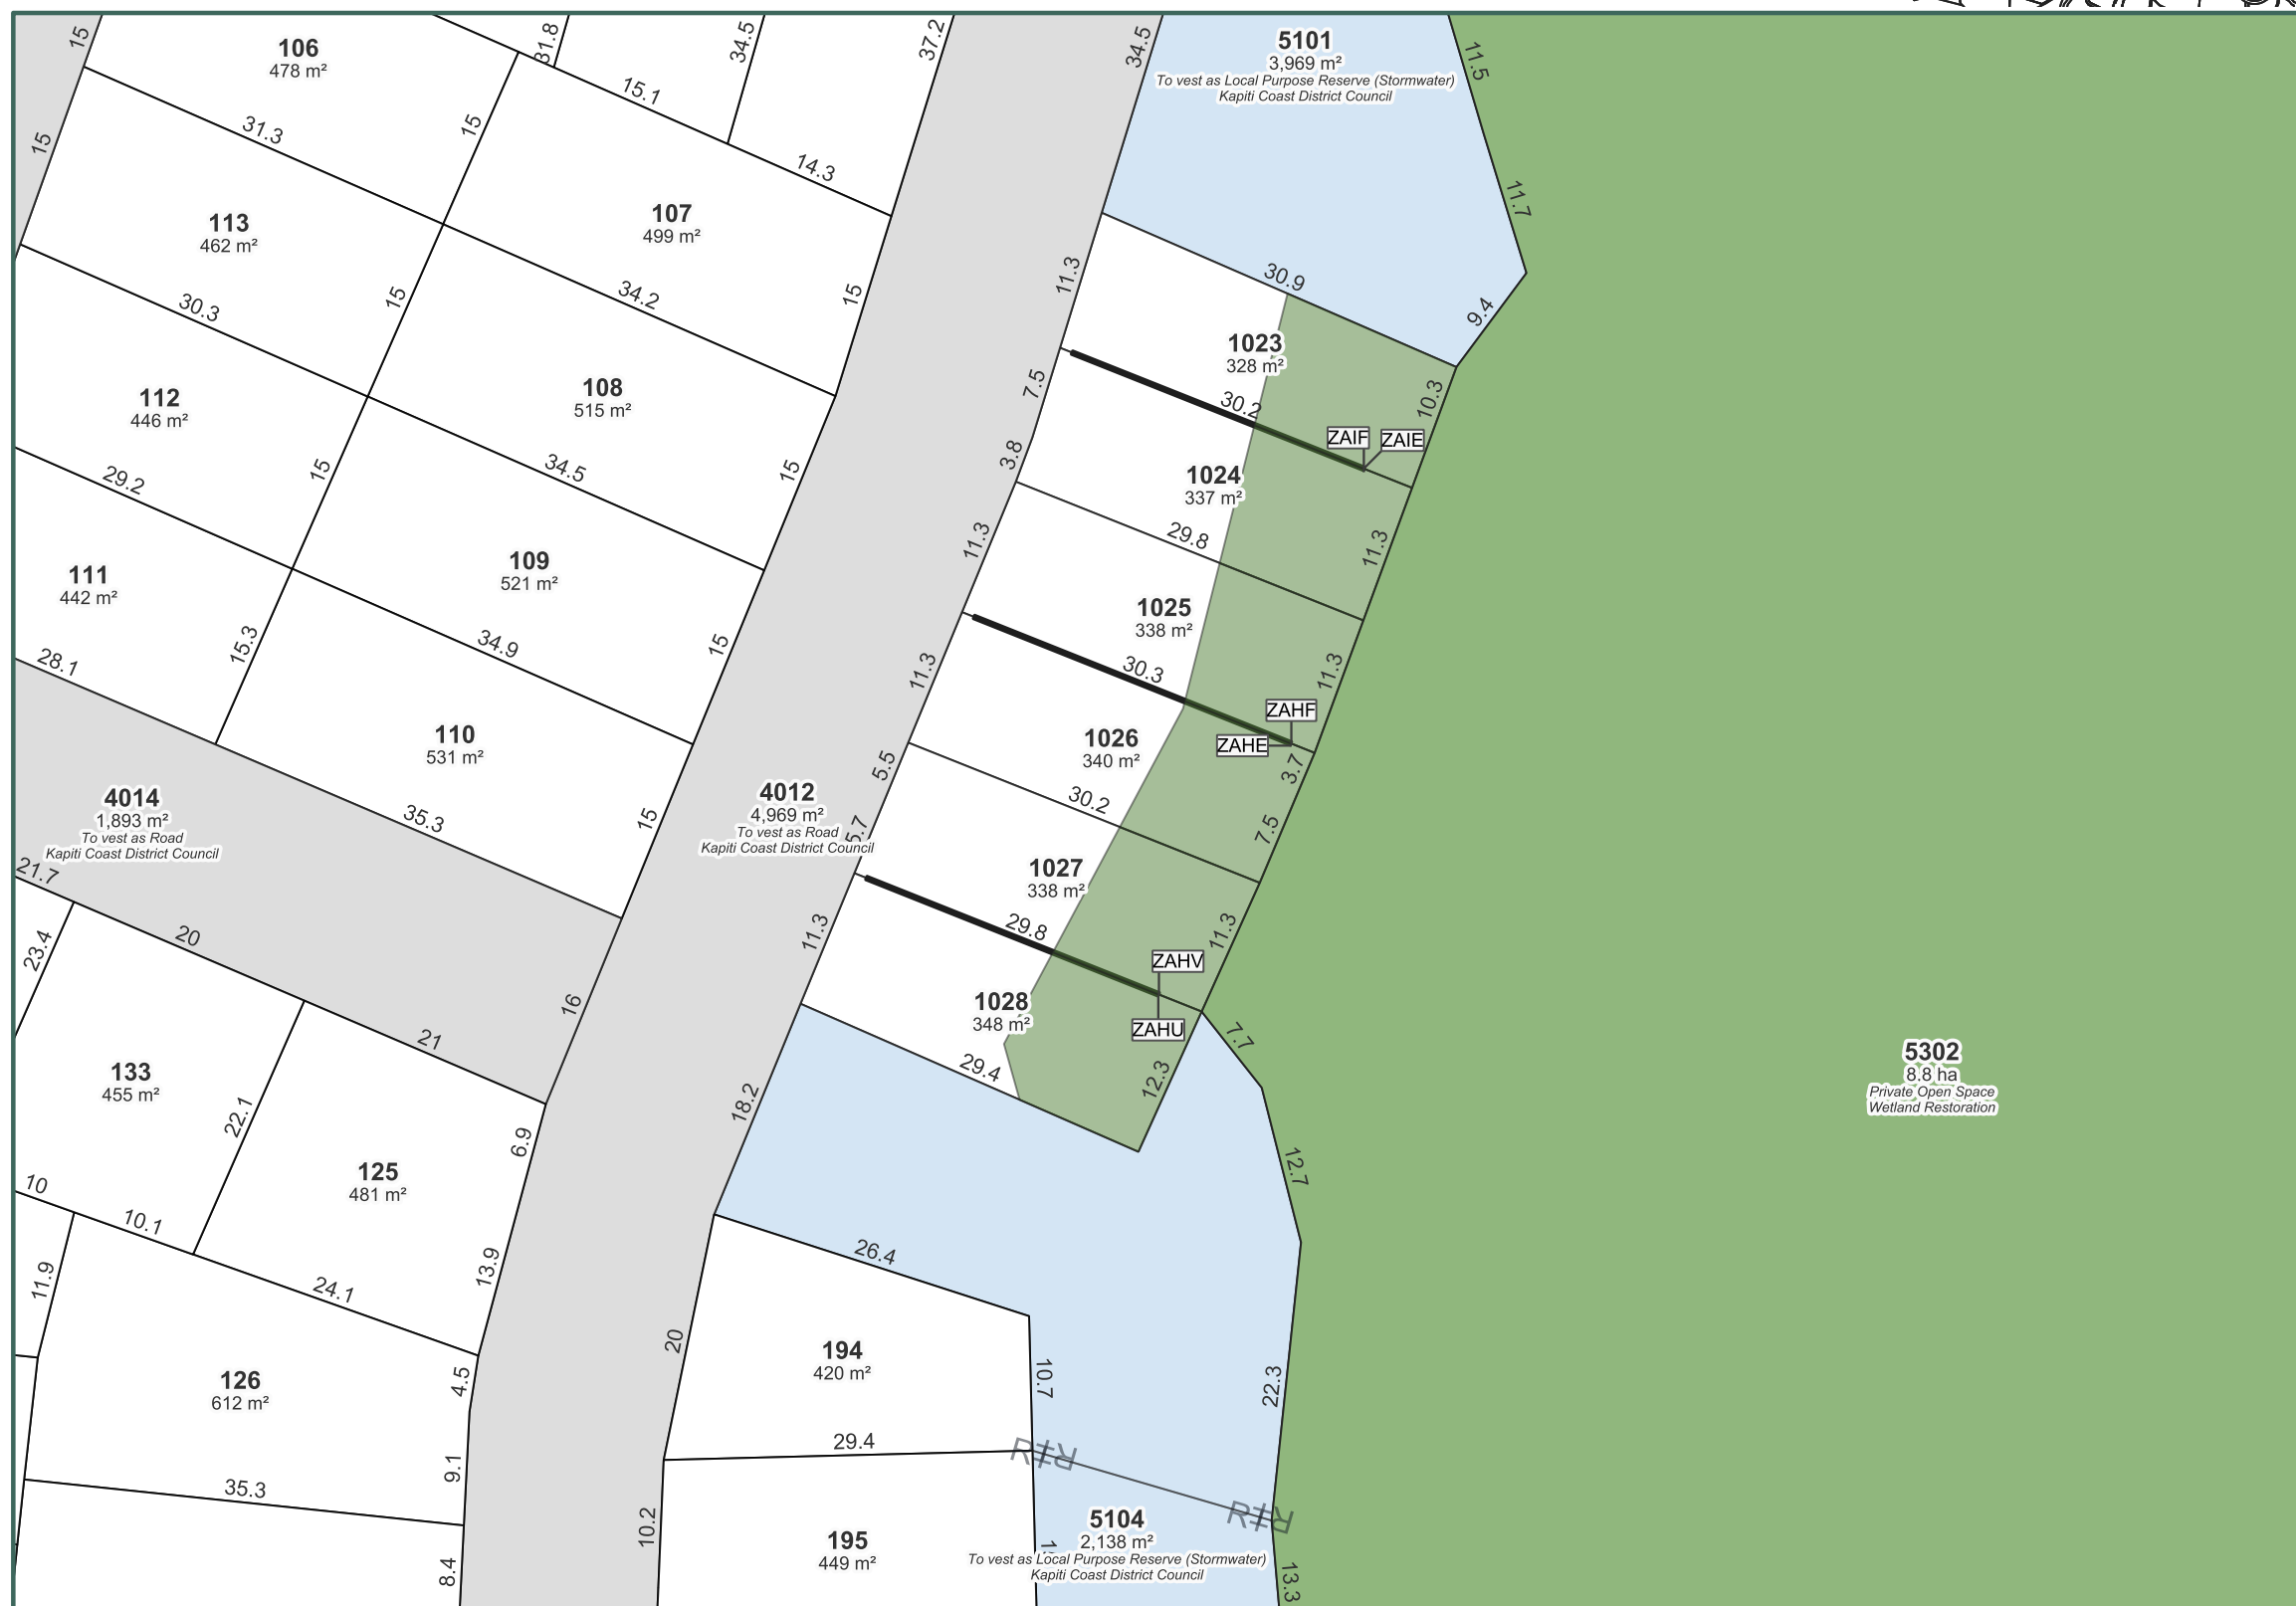 15
106
478 m²
31.8
34.5
37.2
34.5
5101
3,969 m²
To vest as Local Purpose Reserve (Stormwater)
Kapiti Coast District Council
11.5
15
31.3
15
15.1
14.3
11.7
113
462 m²
107
499 m²
30.3
15
34.2
15
11.3
30.9
9.4
1023
328 m²
112
446 m²
108
515 m²
7.5
30.2
10.3
ZAIF
ZAIE
29.2
15
34.5
15
3.8
1024
337 m²
11.3
29.8
11.3
111
442 m²
109
521 m²
1025
338 m²
28.1
15.3
34.9
15
11.3
30.3
11.3
ZAHF
ZAHE
3.7
110
531 m²
1026
340 m²
5.5
4014
1,893 m²
To vest as Road
Kapiti Coast District Council
35.3
15
4012
4,969 m²
To vest as Road
Kapiti Coast District Council
5.7
30.2
7.5
1027
338 m²
21.7
20
23.4
11.3
29.8
11.3
ZAHV
16
1028
348 m²
ZAHU
21
7.7
5302
8.8 ha
Private Open Space
Wetland Restoration
133
455 m²
22.1
18.2
29.4
12.3
6.9
125
481 m²
12.7
10
10.1
11.9
24.1
13.9
26.4
20
194
420 m²
10.7
22.3
126
612 m²
4.5
9.1
29.4
35.3
10.2
195
449 m²
5104
2,138 m²
To vest as Local Purpose Reserve (Stormwater)
Kapiti Coast District Council
8.4
13.3